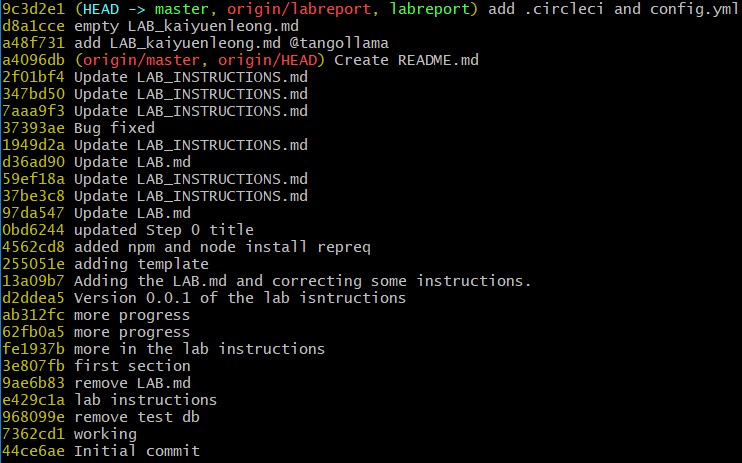 9c3d2e1 (HEAD -> master, origin/labreport, labreport) add .circleci and config.yml
d8a1cce empty LAB_kaiyuenleong.md
a48f731 add LAB_kaiyuenleong.md @tangollama
a4096db (origin/master, origin/HEAD) Create README.md
2f01bf4 Update LAB_INSTRUCTIONS.md
347bd50 Update LAB_INSTRUCTIONS.md
7aaa9f3 Update LAB_INSTRUCTIONS.md
37393ae Bug fixed
1949d2a Update LAB_INSTRUCTIONS.md
d36ad90 Update LAB.md
59ef18a Update LAB_INSTRUCTIONS.md
37be3c8 Update LAB_INSTRUCTIONS.md
97da547 Update LAB.md
0bd6244 updated Step 0 title
4562cd8 added npm and node install repreq
255051e adding template
13a09b7 Adding the LAB.md and correcting some instructions.
d2ddea5 Version 0.0.1 of the lab isntructions
ab312fc more progress
62fb0a5 more progress
fe1937b more in the lab instructions
3e807fb first section
9ae6b83 remove LAB.md
e429c1a lab instructions
968099e remove test db
7362cd1 working
44ce6ae Initial commit